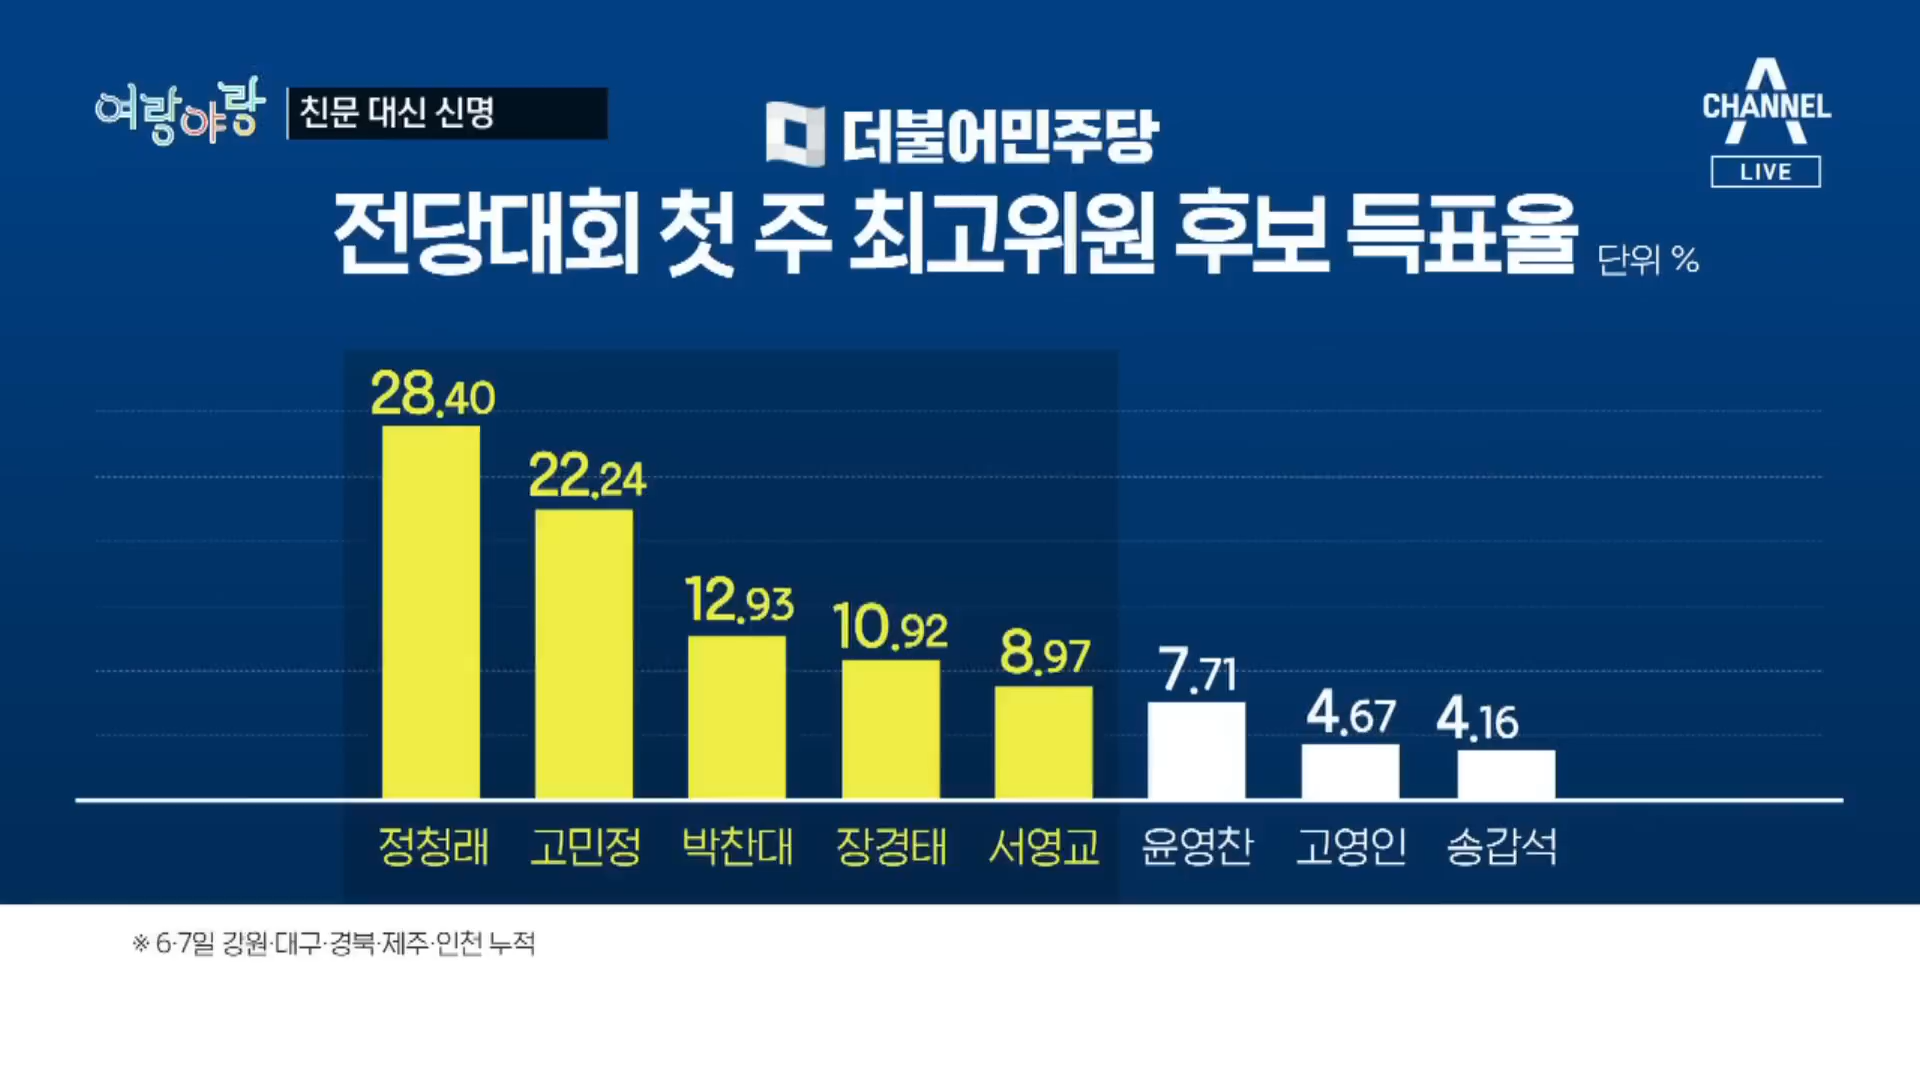 여랑야랑
친문 대신 신명
CHANNEL A
LIVE
더불어민주당
전당대회 첫 주 최고위원 후보 득표율 단위 %
28.40
22.24
12.93
10.92
8.97
7.71
4.67
4.16
정청래 고민정 박찬대 장경태 서영교 윤영찬 고영인 송갑석
※ 6·7일 강원·대구·경북·제주·인천 누적